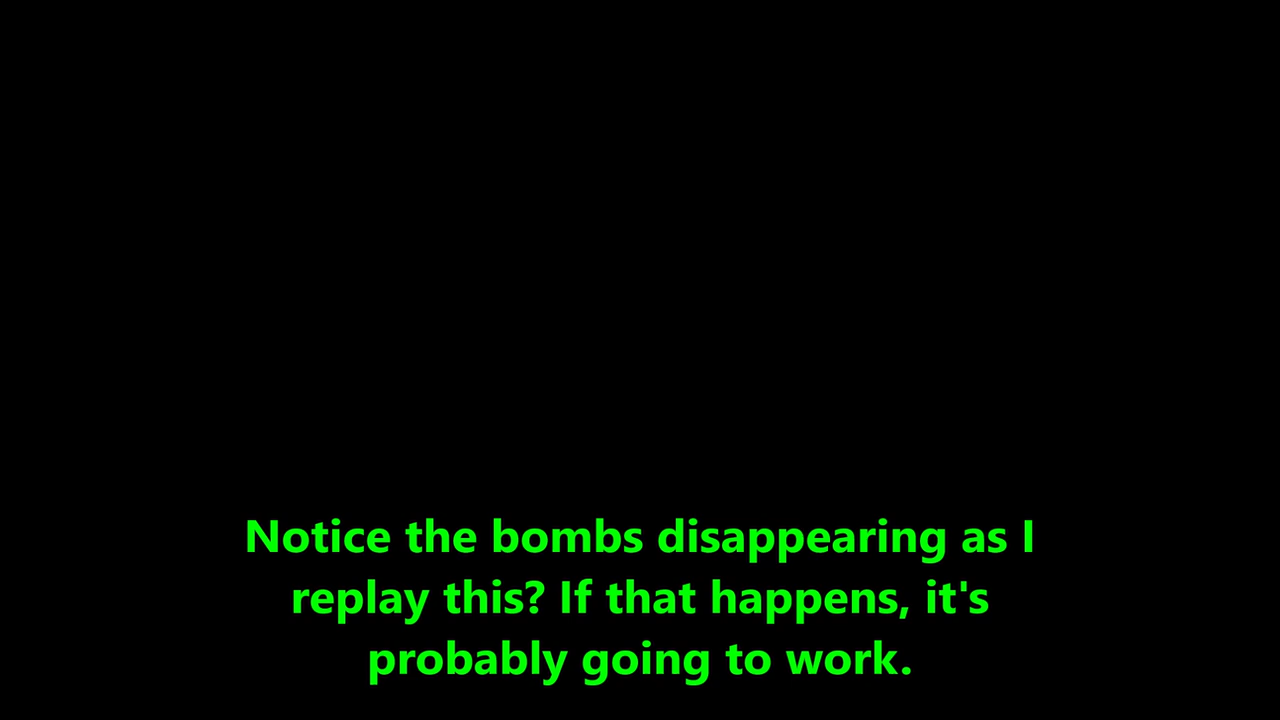 Notice the bombs disappearing as I
replay this? If that happens, it's
probably going to work.